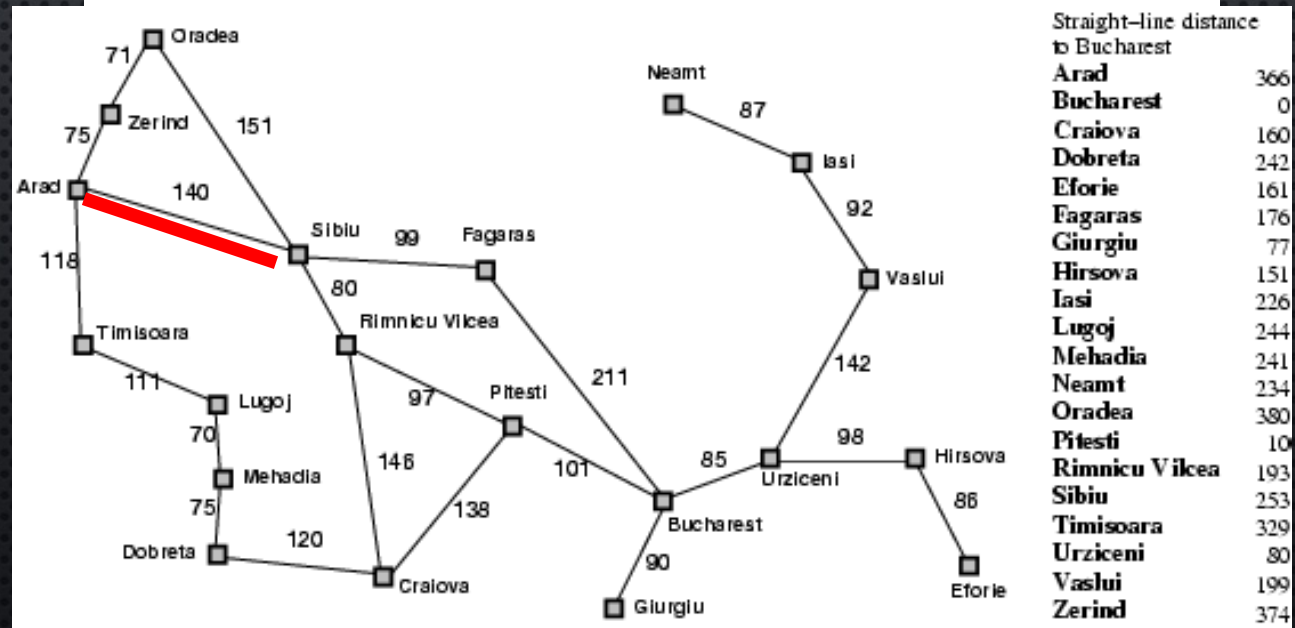 Oradea
71
Neamt
87
Zerind
151
75
Iasi
Arad
140
92
Sibiu
99
Fagaras
118
80
Vaslui
Timisoara
Rimnicu Vilcea
142
111
211
Lugoj
97
Pitesti
70
98
Hirsova
146
101
85
Mehadia
Urziceni
86
75
138
Bucharest
120
Dobreta
90
Craiova
Eforie
Giurgiu
Straight–line distance
to Bucharest
Arad 366
Bucharest 0
Craiova 160
Dobreta 242
Eforie 161
Fagaras 176
Giurgiu 77
Hirsova 151
Iasi 226
Lugoj 244
Mehadia 241
Neamt 234
Oradea 380
Pitesti 10
Rimnicu Vilcea 193
Sibiu 253
Timisoara 329
Urziceni 80
Vaslui 199
Zerind 374